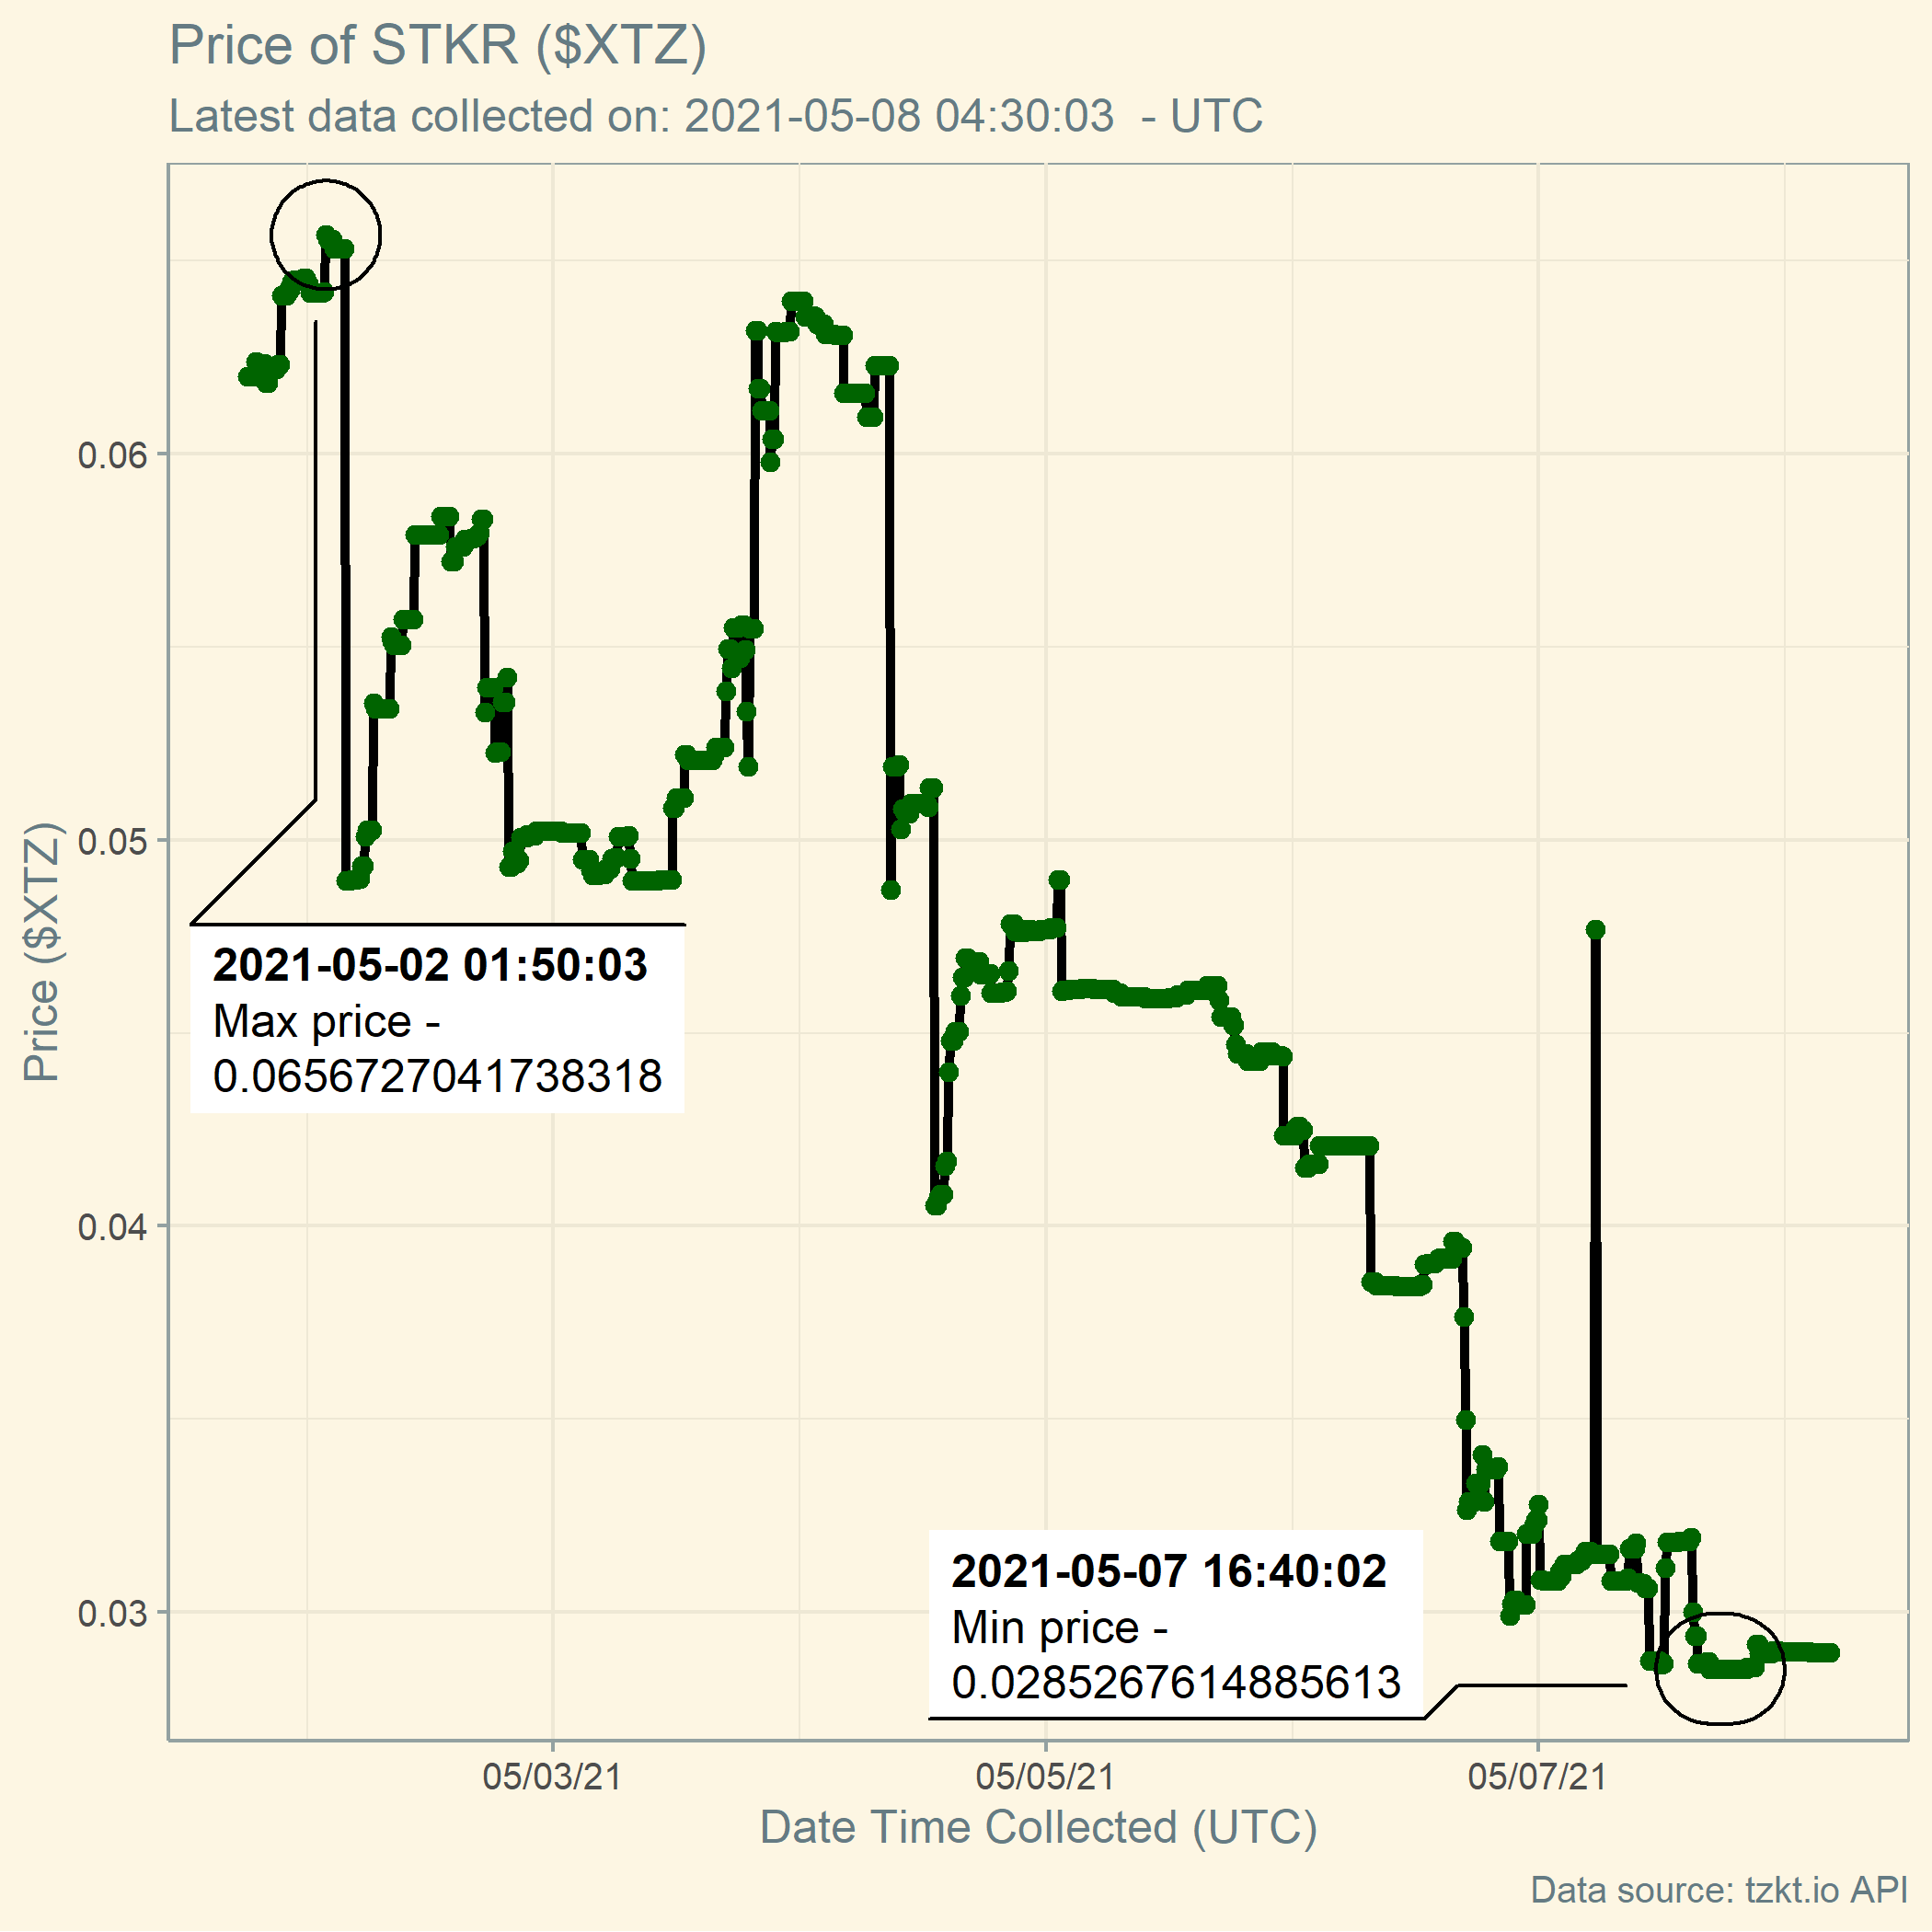 Price of STKR ($XTZ)
Latest data collected on: 2021-05-08 04:30:03  - UTC
Price ($XTZ)
0.06
0.05
0.04
0.03
2021-05-02 01:50:03
Max price -
0.0656727041738318
2021-05-07 16:40:02
Min price -
0.0285267614885613
05/03/21
05/05/21
05/07/21
Date Time Collected (UTC)
Data source: tzkt.io API